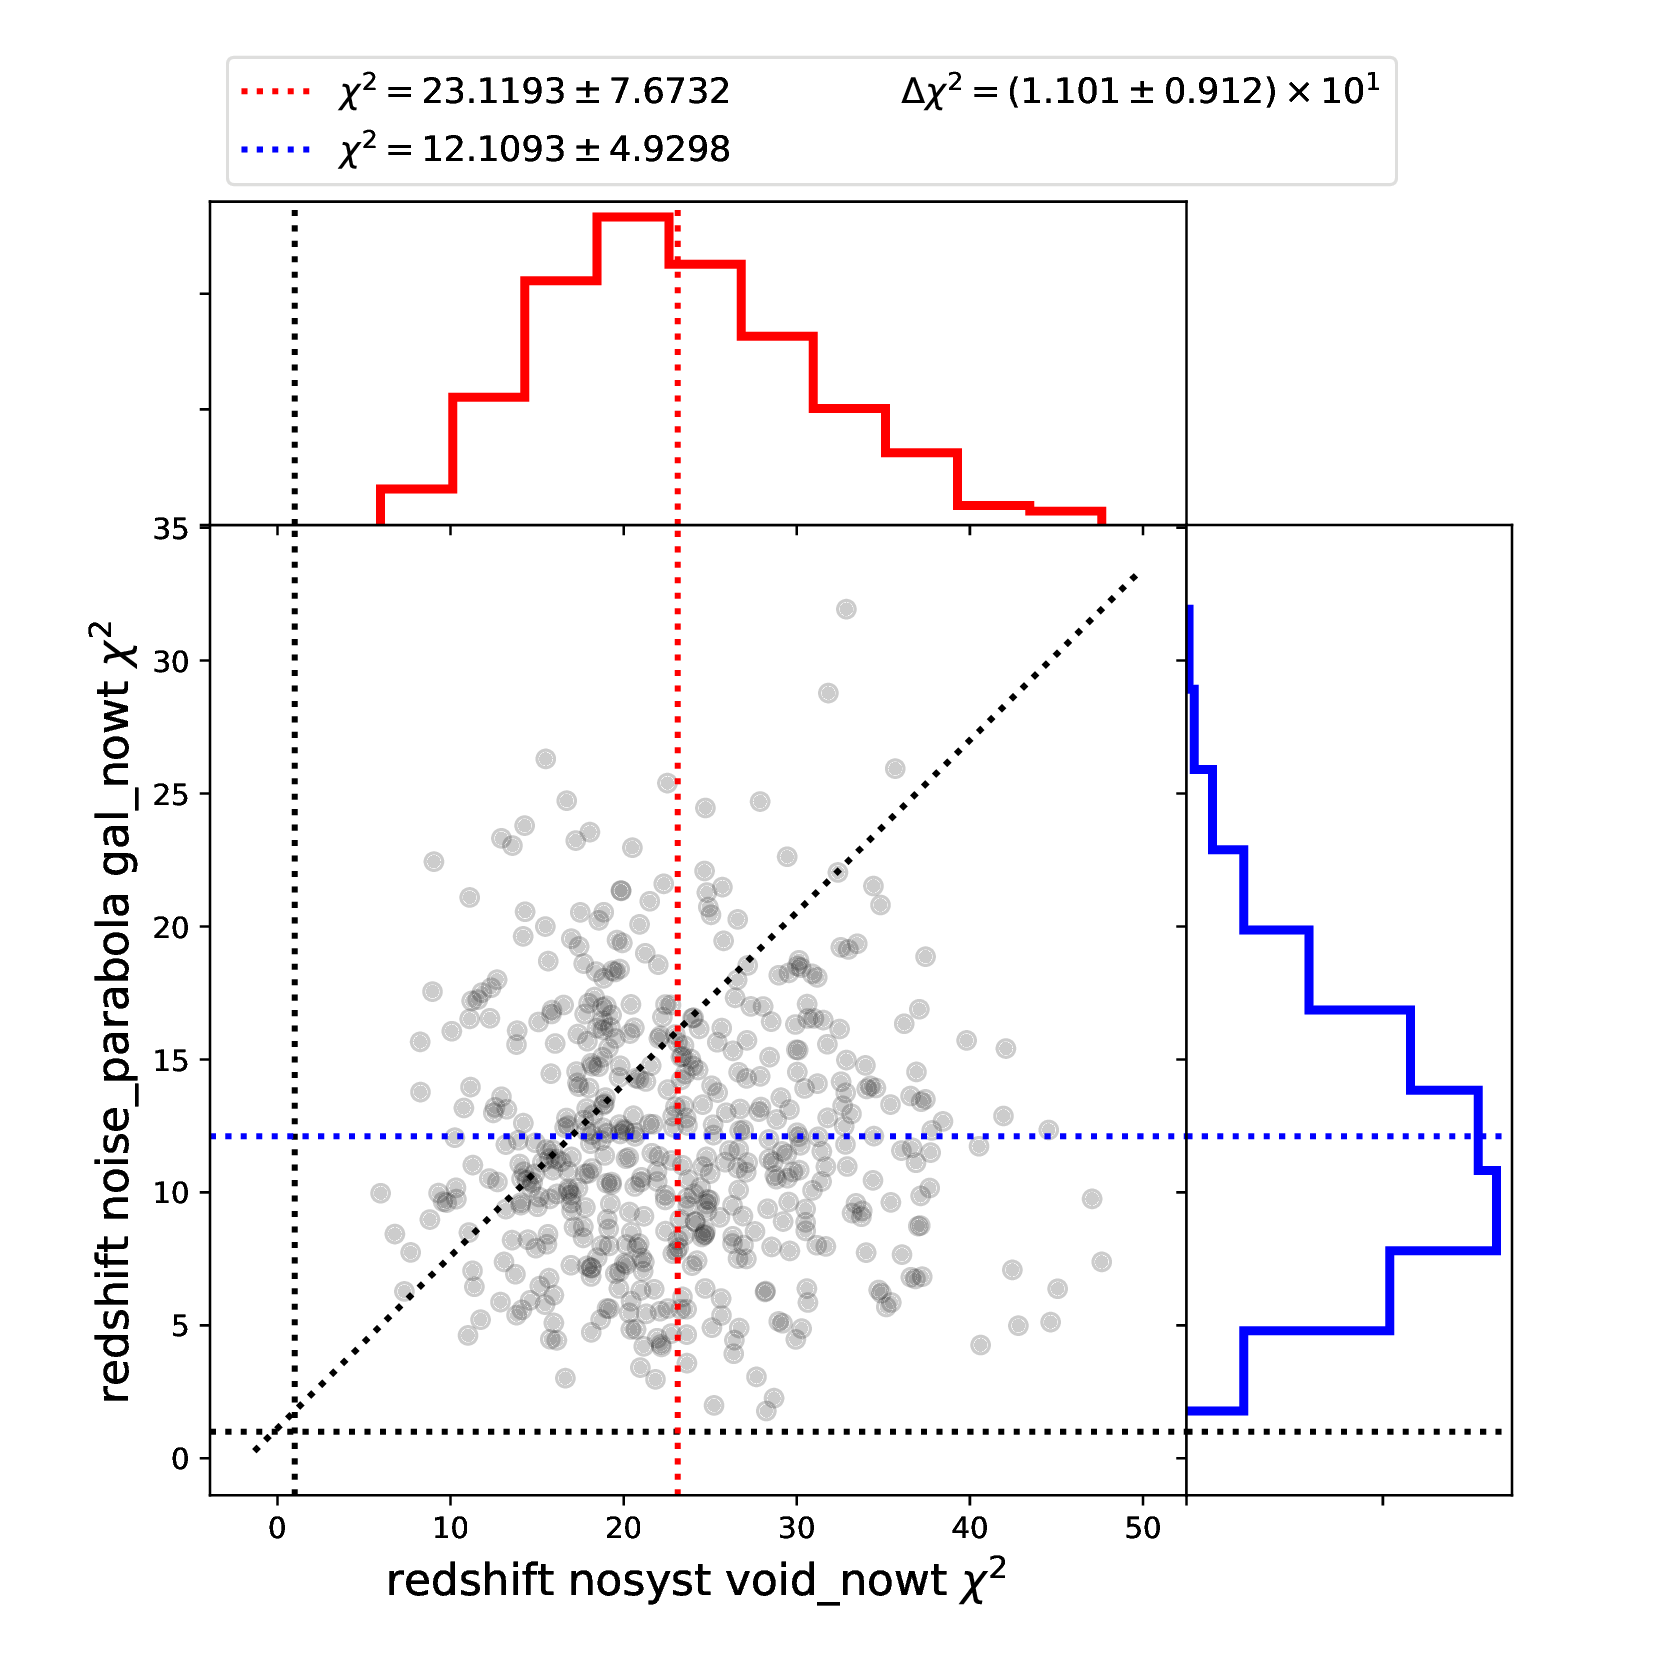 χ² = 23.1193 ± 7.6732
Δχ² = (1.101 ± 0.912) × 10¹
χ² = 12.1093 ± 4.9298
35
30
25
20
15
10
5
0
redshift noise_parabola gal_nowt χ²
0 10 20 30 40 50
redshift nosyst void_nowt χ²